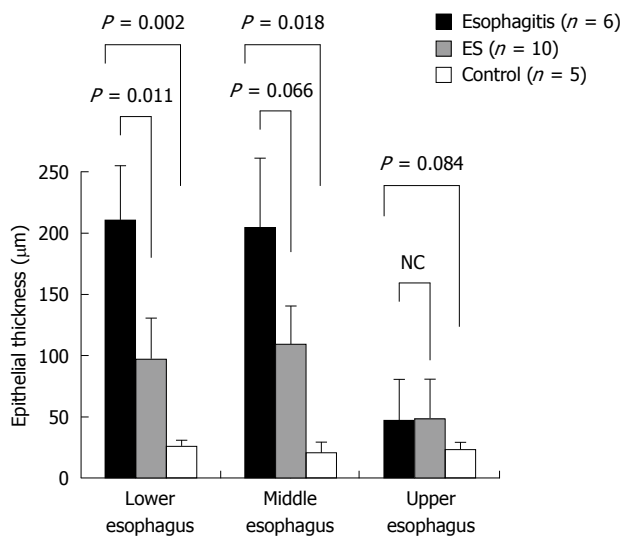 P = 0.002
P = 0.018
P = 0.011
P = 0.066
P = 0.084
NC
Esophagitis (n = 6)
ES (n = 10)
Control (n = 5)
Epithelial thickness (μm)
250
200
150
100
50
0
Lower
esophagus
Middle
esophagus
Upper
esophagus